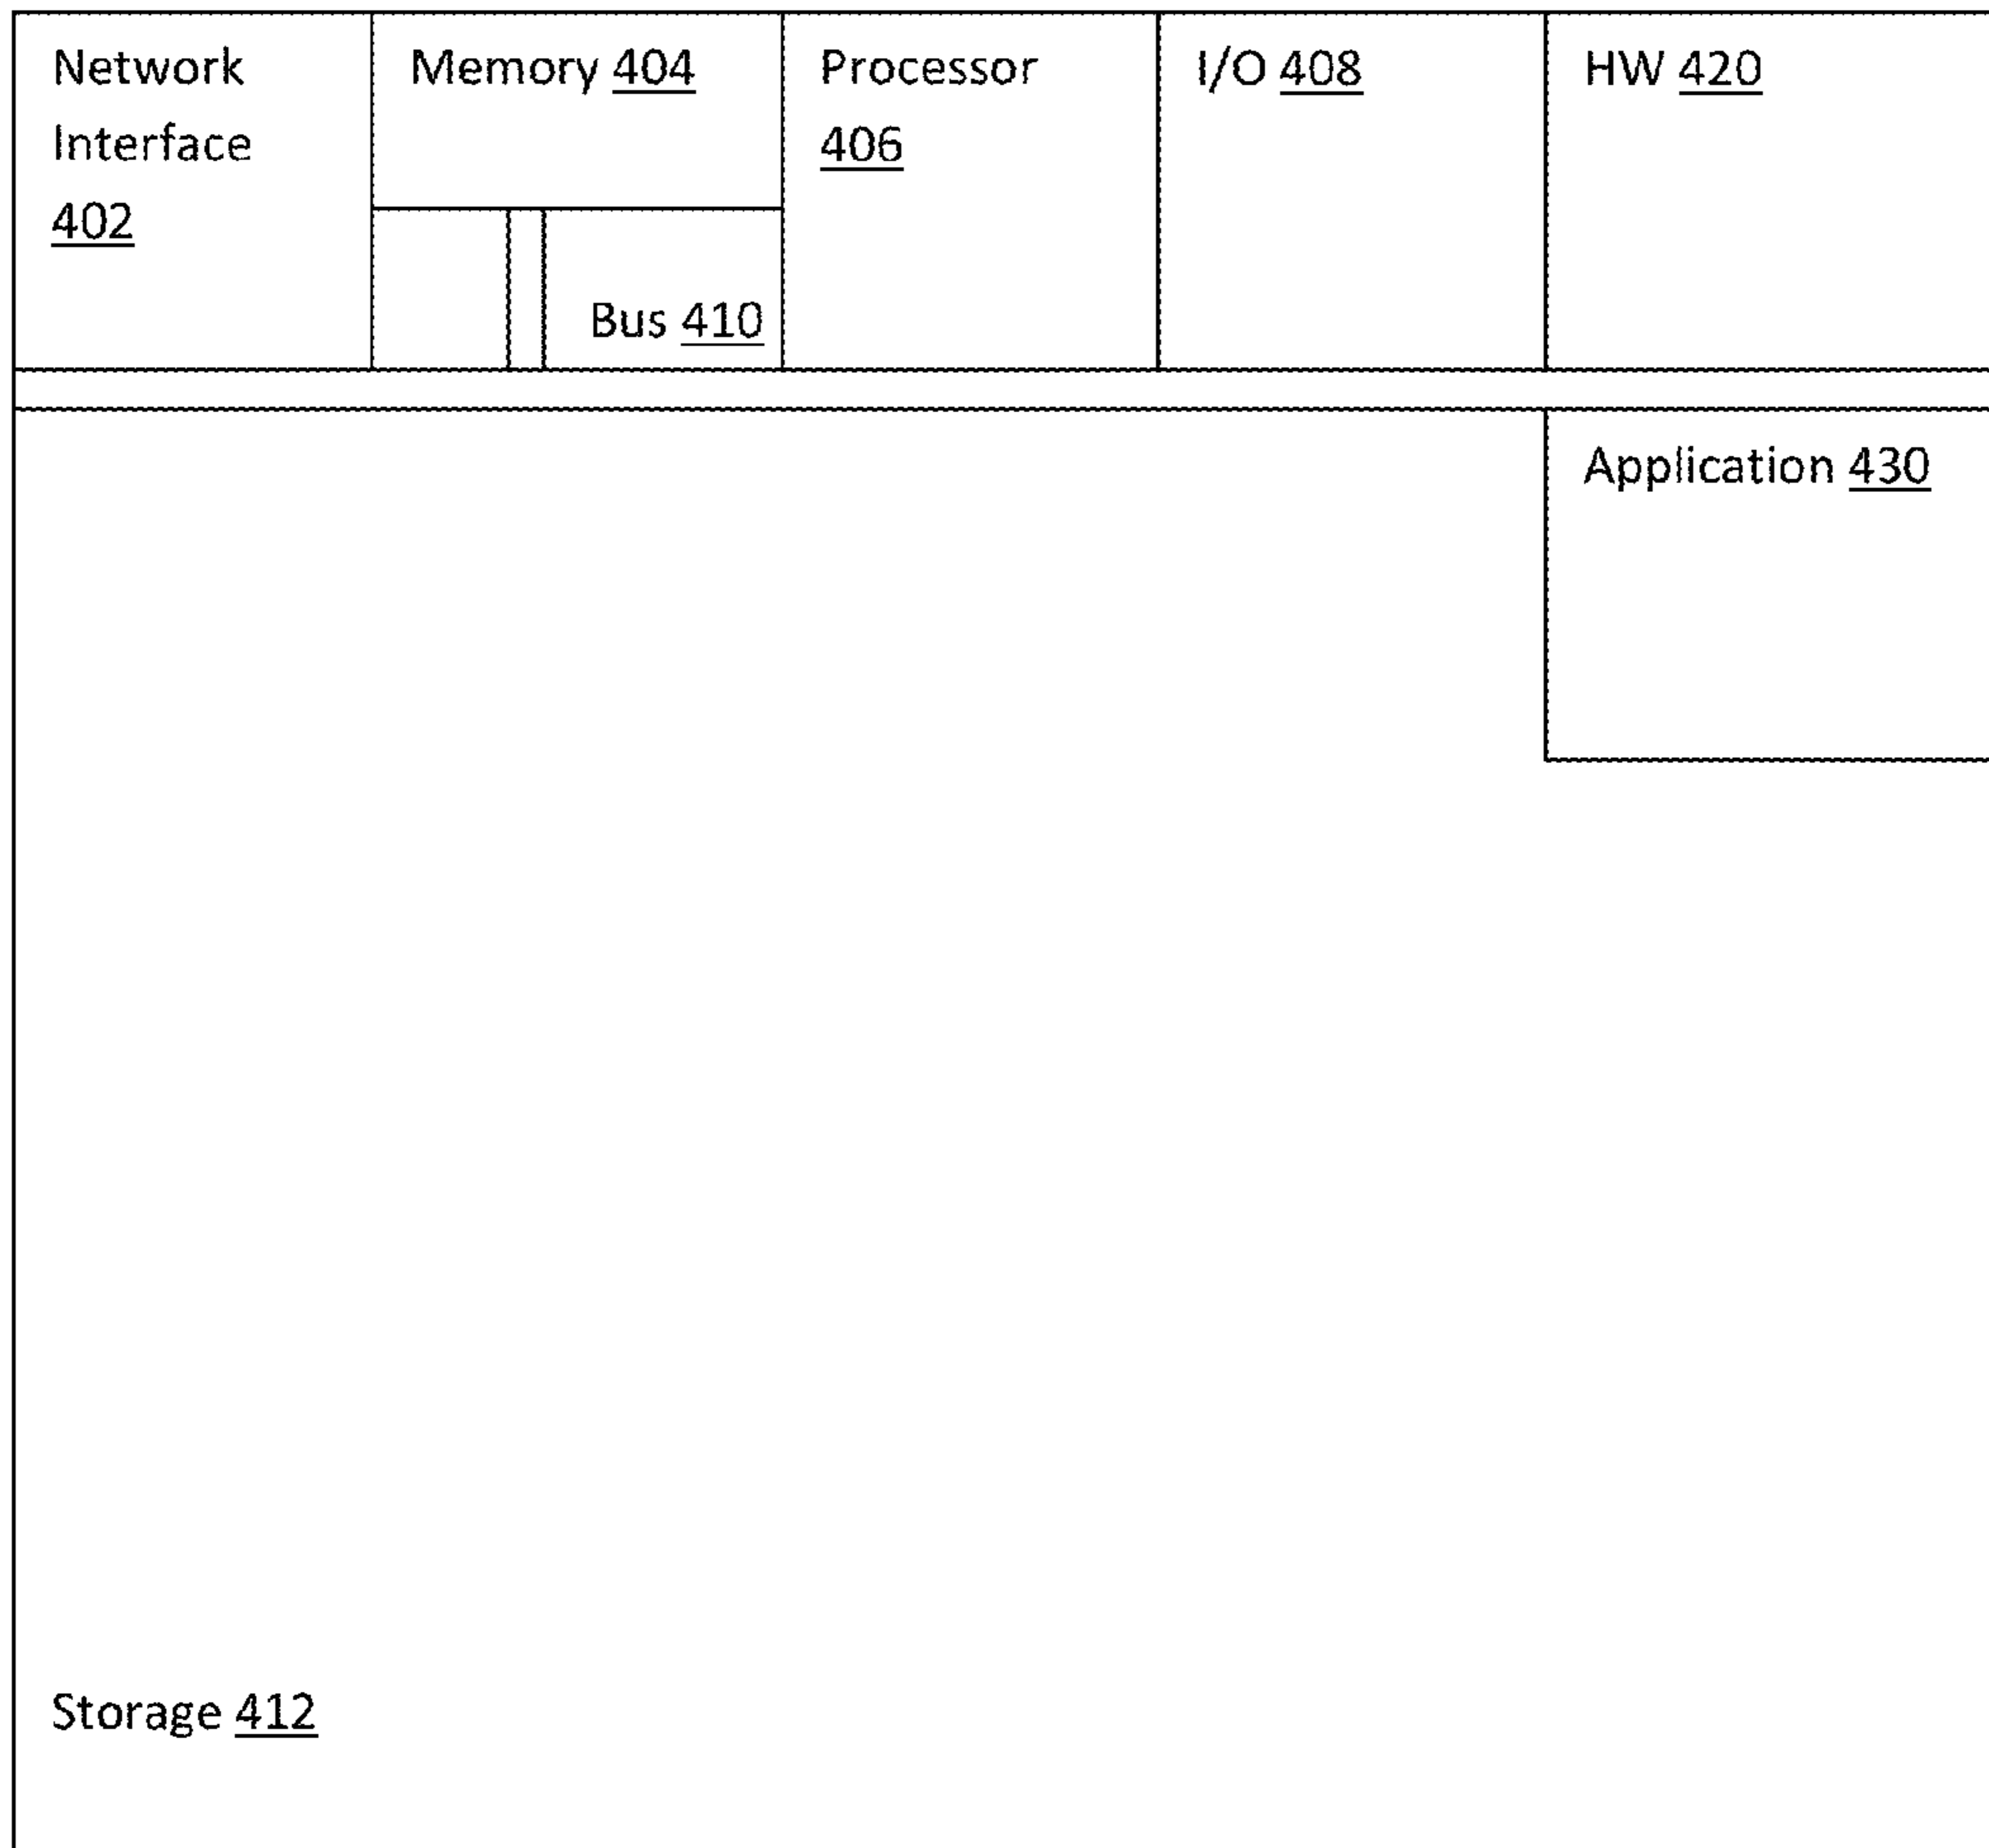 Network
Interface
402
Memory 404
Processor
406
I/O 408
HW 420
Bus 410
Application 430
Storage 412